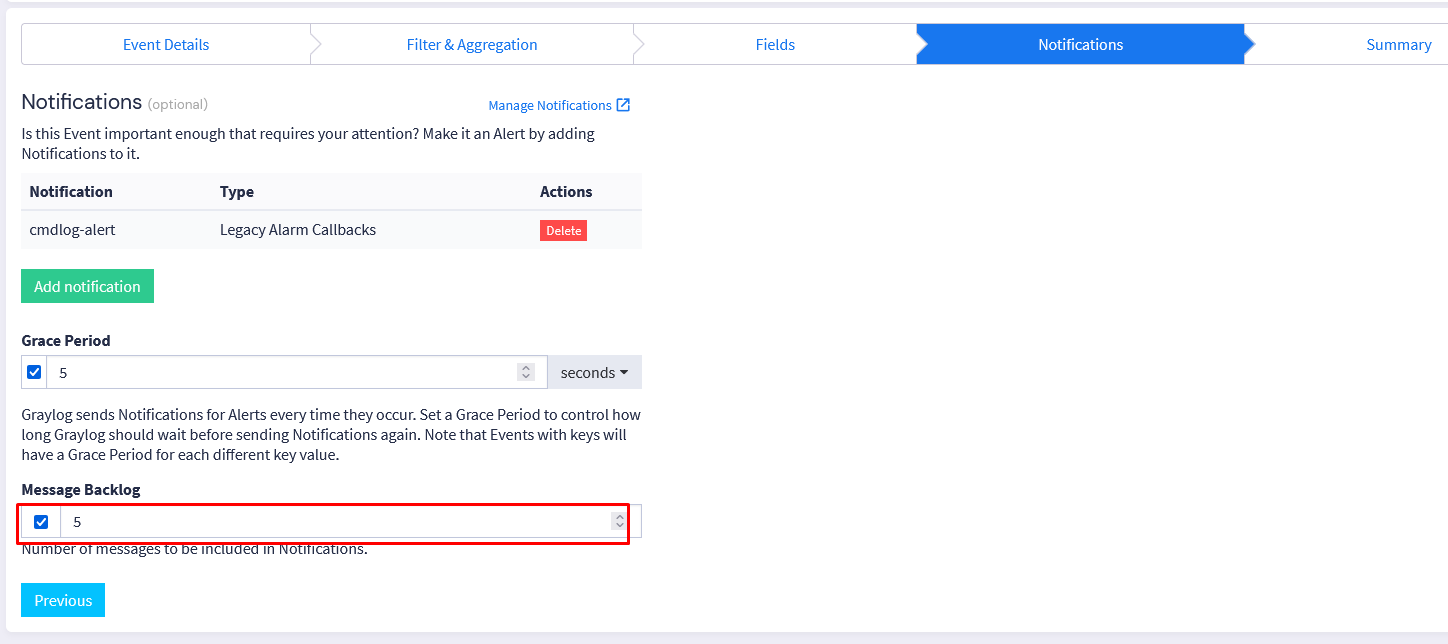 Event Details
Filter & Aggregation
Fields
Notifications
Summary
Notifications (optional)
Manage Notifications
Is this Event important enough that requires your attention? Make it an Alert by adding
Notifications to it.
Notification Type Actions
cmdlog-alert Legacy Alarm Callbacks Delete
Add notification
Grace Period
5 seconds
Graylog sends Notifications for Alerts every time they occur. Set a Grace Period to control how
long Graylog should wait before sending Notifications again. Note that Events with keys will
have a Grace Period for each different key value.
Message Backlog
5
Number of messages to be included in Notifications.
Previous